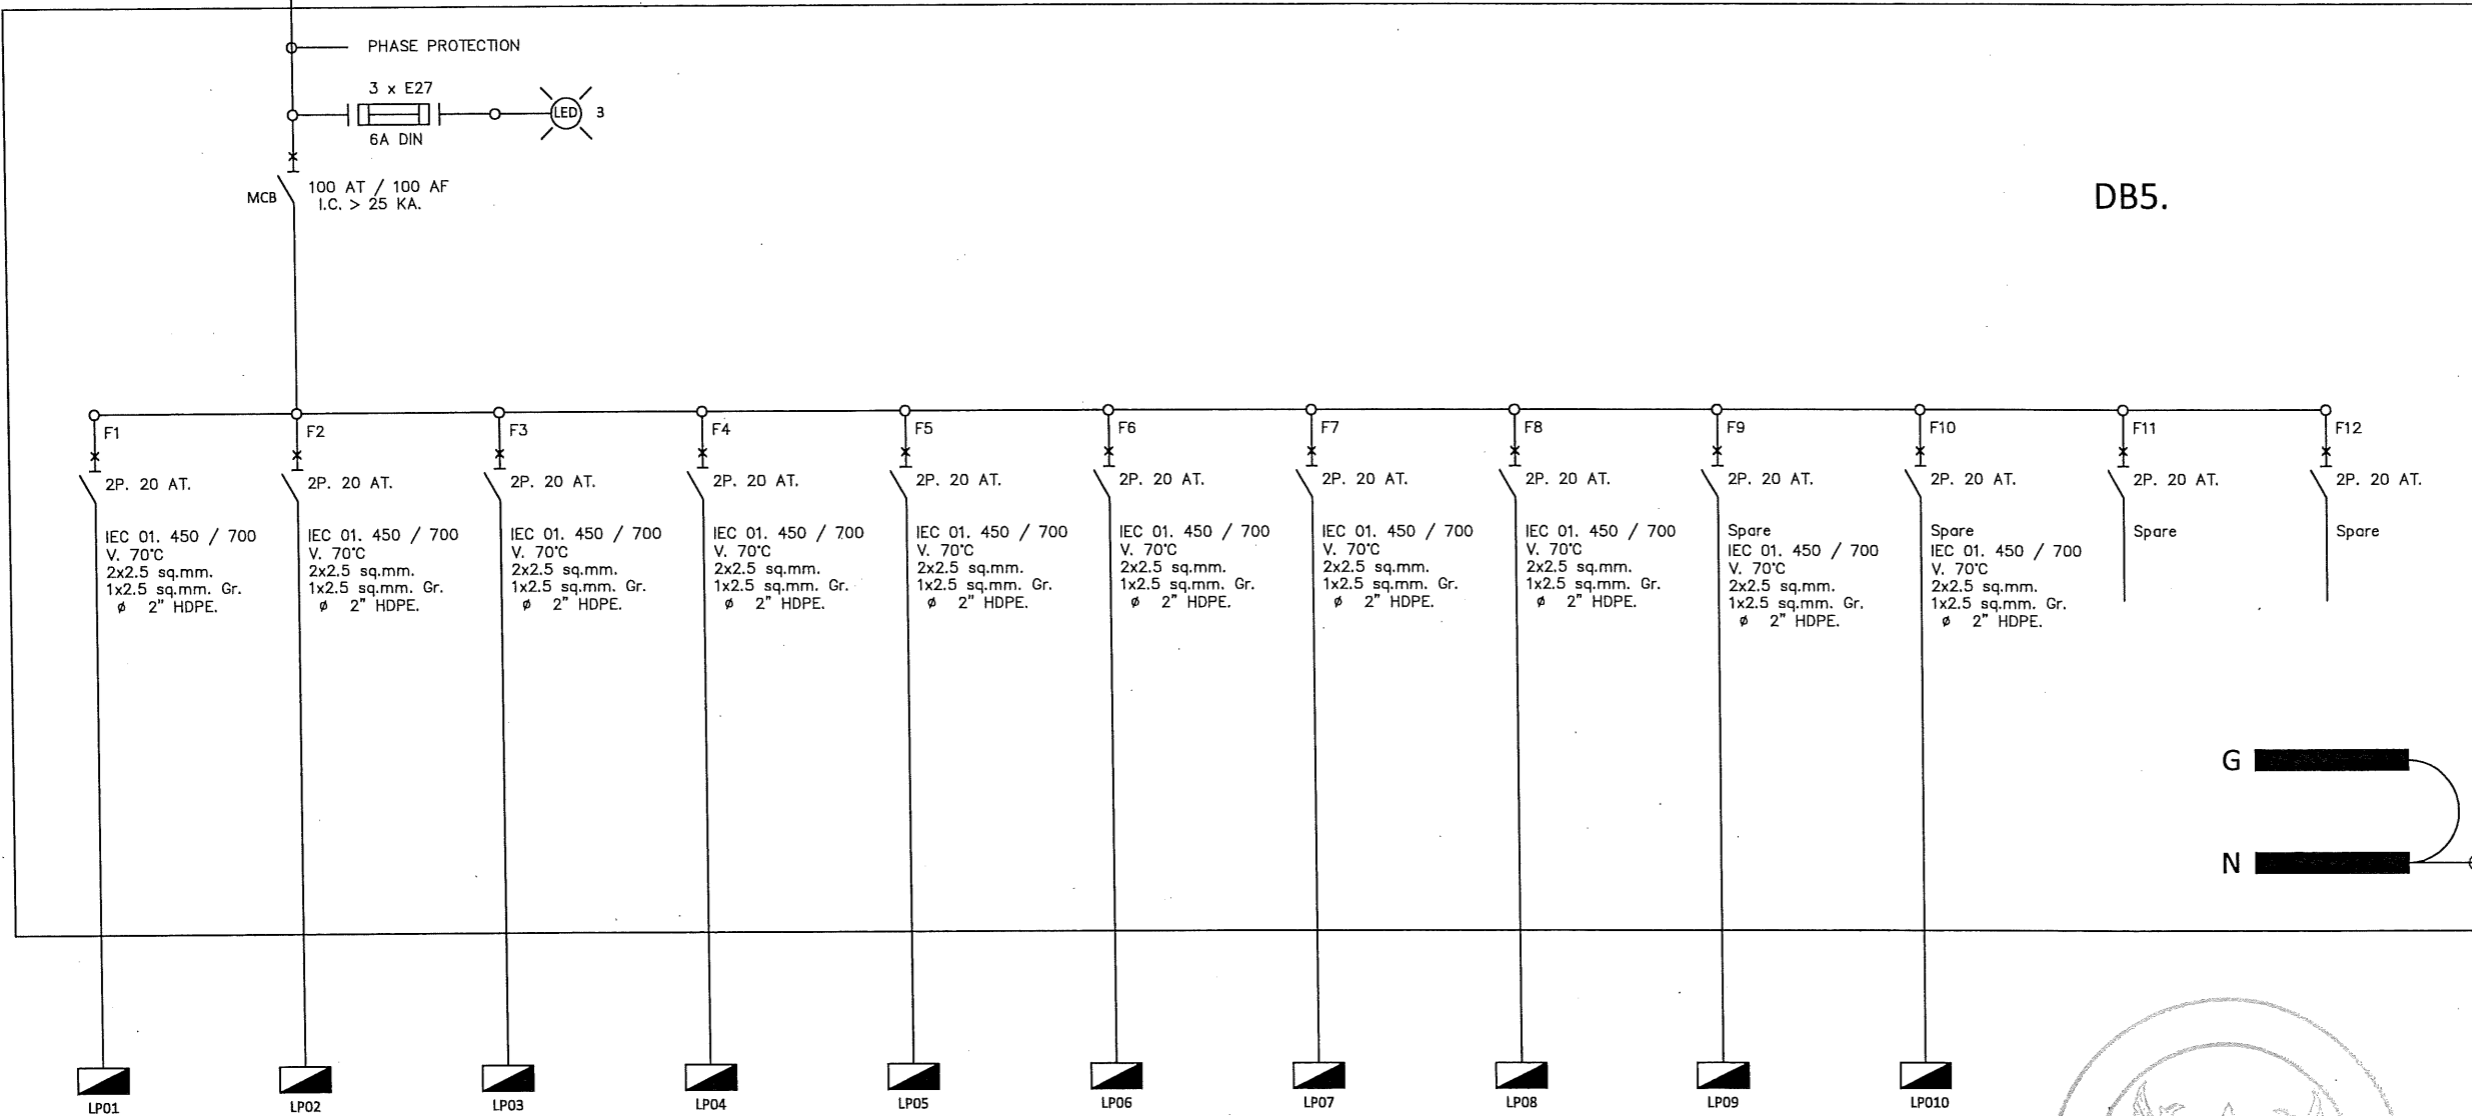 PHASE PROTECTION
3 x E27
LED
3
6A DIN
MCB
100 AT / 100 AF
I.C. > 25 KA.
DB5.
F1
2P. 20 AT.
IEC 01. 450 / 700
V. 70°C
2x2.5 sq.mm.
1x2.5 sq.mm. Gr.
ø 2" HDPE.
F2
2P. 20 AT.
IEC 01. 450 / 700
V. 70°C
2x2.5 sq.mm.
1x2.5 sq.mm. Gr.
ø 2" HDPE.
F3
2P. 20 AT.
IEC 01. 450 / 700
V. 70°C
2x2.5 sq.mm.
1x2.5 sq.mm. Gr.
ø 2" HDPE.
F4
2P. 20 AT.
IEC 01. 450 / 700
V. 70°C
2x2.5 sq.mm.
1x2.5 sq.mm. Gr.
ø 2" HDPE.
F5
2P. 20 AT.
IEC 01. 450 / 700
V. 70°C
2x2.5 sq.mm.
1x2.5 sq.mm. Gr.
ø 2" HDPE.
F6
2P. 20 AT.
IEC 01. 450 / 700
V. 70°C
2x2.5 sq.mm.
1x2.5 sq.mm. Gr.
ø 2" HDPE.
F7
2P. 20 AT.
IEC 01. 450 / 700
V. 70°C
2x2.5 sq.mm.
1x2.5 sq.mm. Gr.
ø 2" HDPE.
F8
2P. 20 AT.
IEC 01. 450 / 700
V. 70°C
2x2.5 sq.mm.
1x2.5 sq.mm. Gr.
ø 2" HDPE.
F9
2P. 20 AT.
Spare
IEC 01. 450 / 700
V. 70°C
2x2.5 sq.mm.
1x2.5 sq.mm. Gr.
ø 2" HDPE.
F10
2P. 20 AT.
Spare
IEC 01. 450 / 700
V. 70°C
2x2.5 sq.mm.
1x2.5 sq.mm. Gr.
ø 2" HDPE.
F11
2P. 20 AT.
Spare
F12
2P. 20 AT.
Spare
G
N
LP01
LP02
LP03
LP04
LP05
LP06
LP07
LP08
LP09
LP010